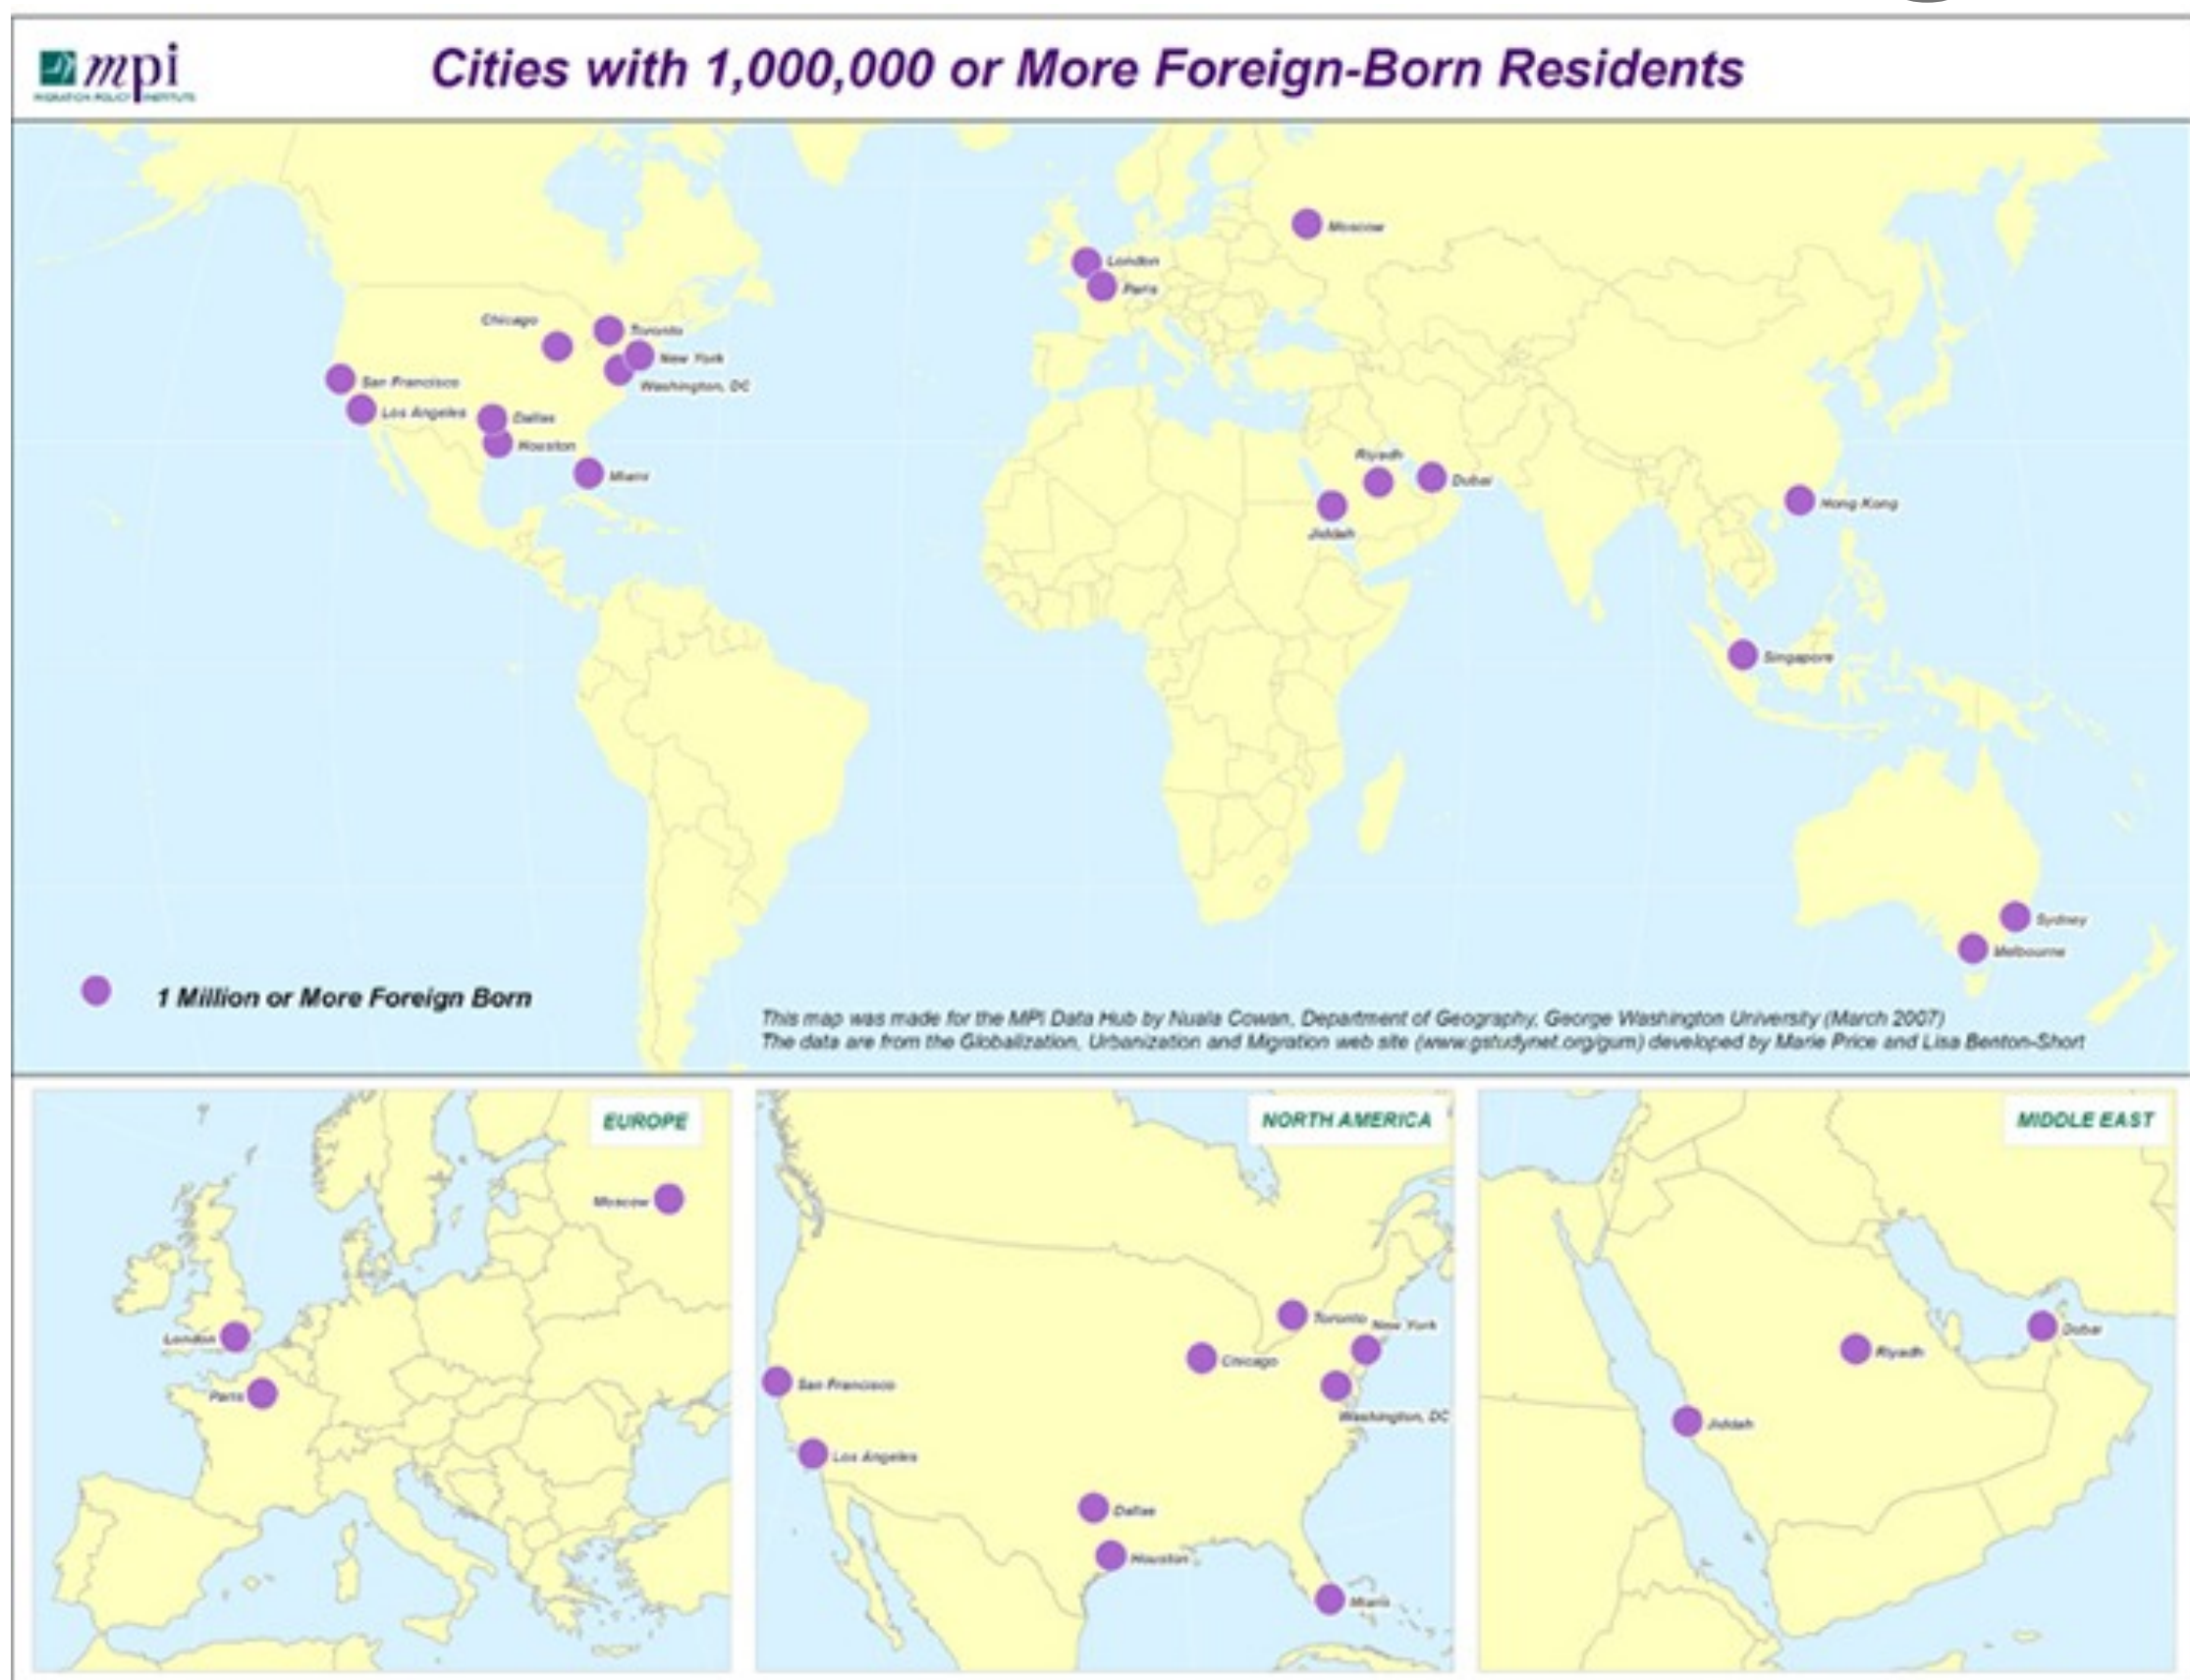 mpi
MIGRATION POLICY INSTITUTE
Cities with 1,000,000 or More Foreign-Born Residents
Moscow
London
Paris
Chicago
Toronto
New York
Washington, DC
San Francisco
Los Angeles
Dallas
Houston
Miami
Riyadh
Dubai
Jiddah
Hong Kong
Singapore
Sydney
Melbourne
1 Million or More Foreign Born
This map was made for the MPI Data Hub by Nuala Cowan, Department of Geography, George Washington University (March 2007)
The data are from the Globalization, Urbanization and Migration web site (www.gstudynet.org/gum) developed by Marie Price and Lisa Benton-Short
EUROPE
Moscow
London
Paris
NORTH AMERICA
Toronto
New York
Chicago
San Francisco
Washington, DC
Los Angeles
Dallas
Houston
Miami
MIDDLE EAST
Dubai
Riyadh
Jiddah